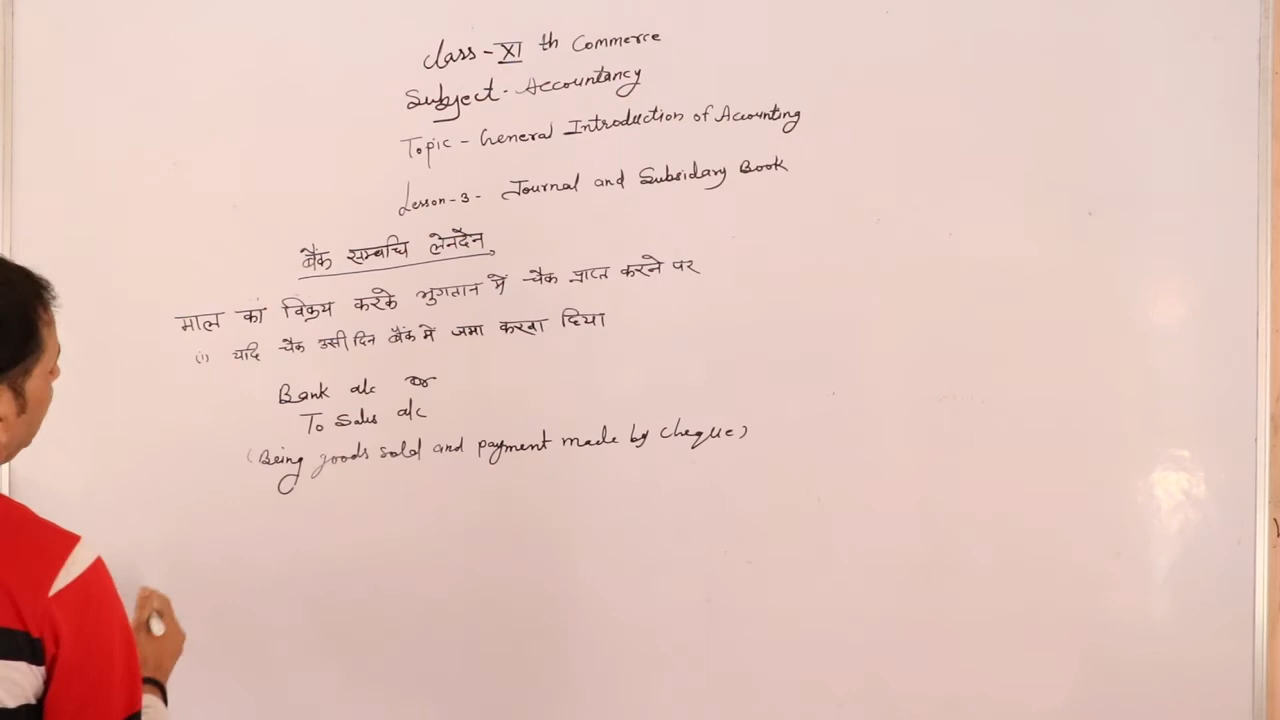 Class - XI th Commerce
Subject - Accountancy
Topic - General Introduction of Accounting
Lesson - 3 - Journal and Subsidary Book
बैंक सम्बधि लेनदेन
माल का विक्रय करके भुगतान में चैक प्राप्त करने पर
(i) यदि चैक उसी दिन बैंक में जमा करवा दिया
Bank a/c Dr
To Sales a/c
(Being goods sold and payment made by cheque)